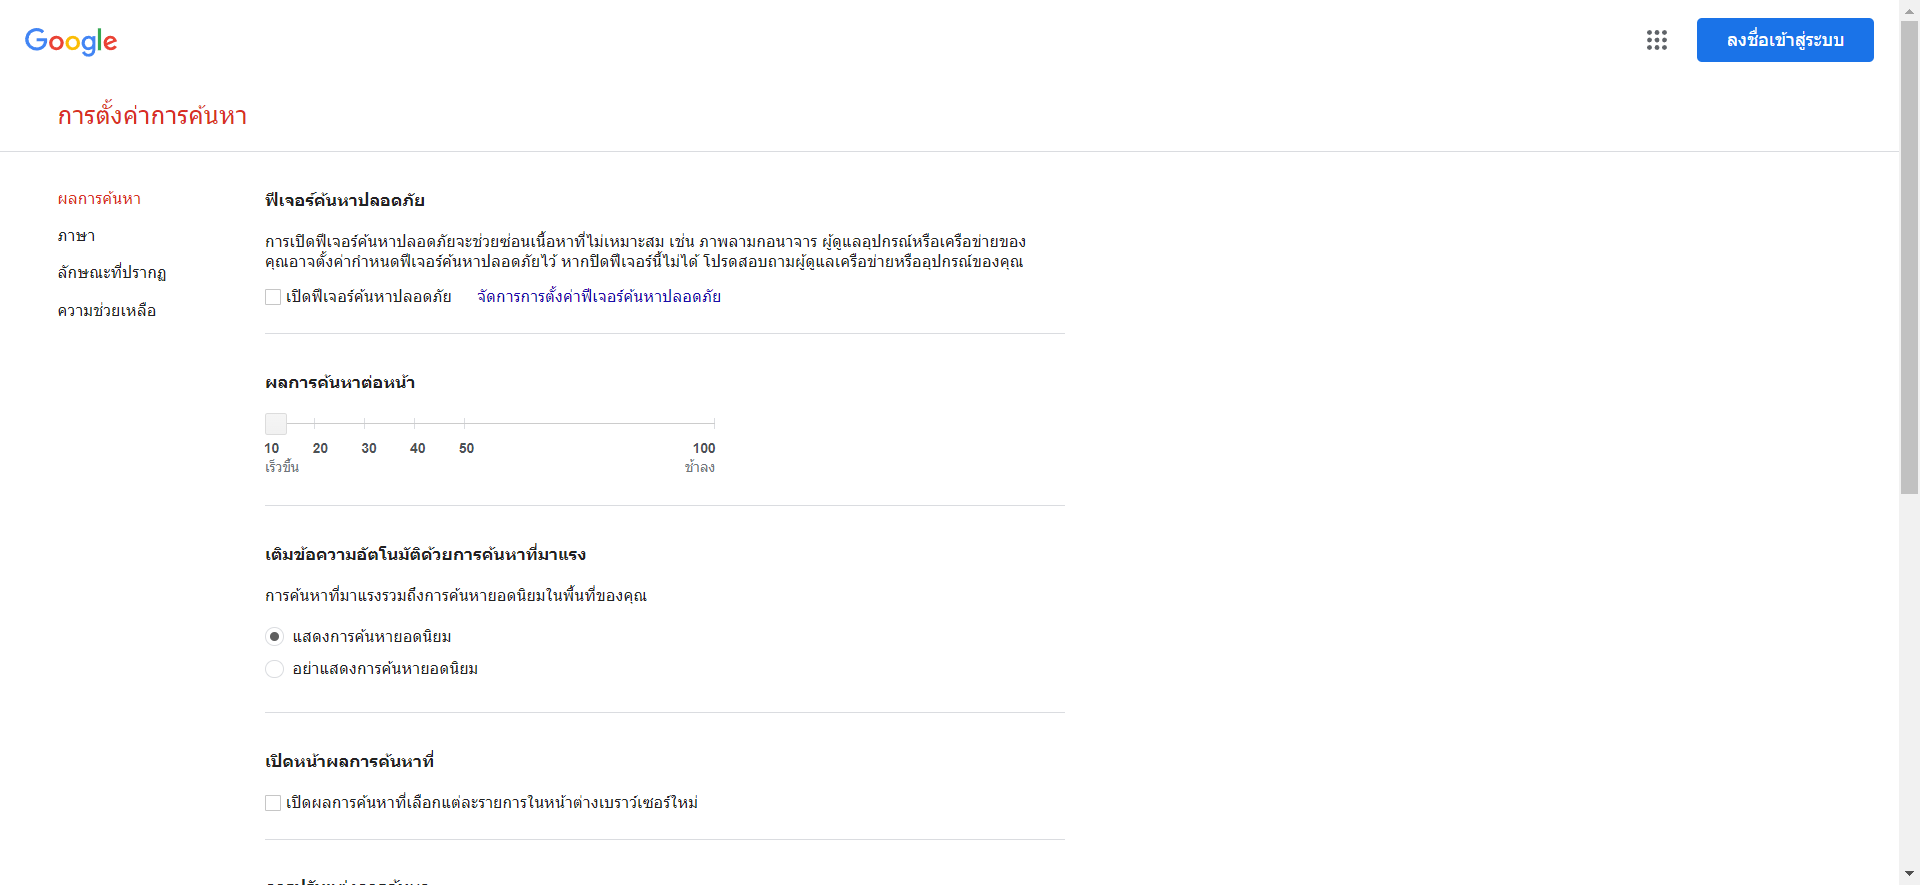 Google
ลงชื่อเข้าสู่ระบบ
การตั้งค่าการค้นหา
ผลการค้นหา
ภาษา
ลักษณะที่ปรากฏ
ความช่วยเหลือ
ฟีเจอร์ค้นหาปลอดภัย
การเปิดฟีเจอร์ค้นหาปลอดภัยจะช่วยซ่อนเนื้อหาที่ไม่เหมาะสม เช่น ภาพลามกอนาจาร ผู้ดูแลอุปกรณ์หรือเครือข่ายของ
คุณอาจตั้งค่ากำหนดฟีเจอร์ค้นหาปลอดภัยไว้ หากปิดฟีเจอร์นี้ไม่ได้ โปรดสอบถามผู้ดูแลเครือข่ายหรืออุปกรณ์ของคุณ
เปิดฟีเจอร์ค้นหาปลอดภัย จัดการการตั้งค่าฟีเจอร์ค้นหาปลอดภัย
ผลการค้นหาต่อหน้า
10 20 30 40 50 100
เร็วขึ้น ช้าลง
เติมข้อความอัตโนมัติด้วยการค้นหาที่มาแรง
การค้นหาที่มาแรงรวมถึงการค้นหายอดนิยมในพื้นที่ของคุณ
แสดงการค้นหายอดนิยม
อย่าแสดงการค้นหายอดนิยม
เปิดหน้าผลการค้นหาที่
เปิดผลการค้นหาที่เลือกแต่ละรายการในหน้าต่างเบราว์เซอร์ใหม่